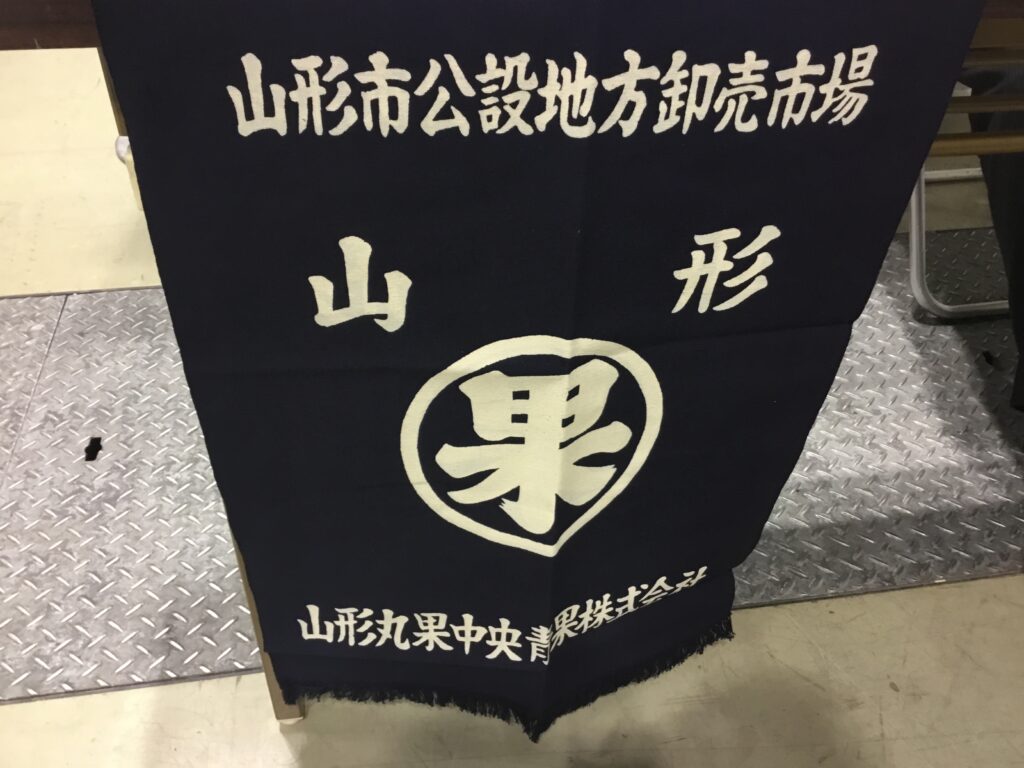 山形市公設地方卸売市場
山形
果
山形丸果中央青果株式会社